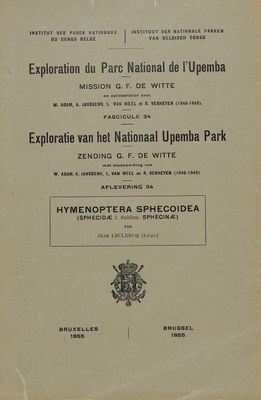 INSTITUT DES PARCS NATIONAUX
DU CONGO BELGE
INSTITUUT DER NATIONALE PARKEN
VAN BELGISCH CONGO
Exploration du Parc National de l'Upemba
MISSION G. F. DE WITTE
en collaboration avec
W. ADAM, A. JANSSENS, L. VAN MEEL et R. VERHEYEN (1946-1949).
FASCICULE 34
Exploratie van het Nationaal Upemba Park
ZENDING G. F. DE WITTE
met medewerking van
W. ADAM, A. JANSSENS, L. VAN MEEL en R. VERHEYEN (1946-1949).
AFLEVERING 34
HYMENOPTERA SPHECOIDEA
(SPHECIDÆ I. Subfam. SPHECINÆ)
PAR
JEAN LECLERCQ (Liège)
BRUXELLES
1955
BRUSSEL
1955